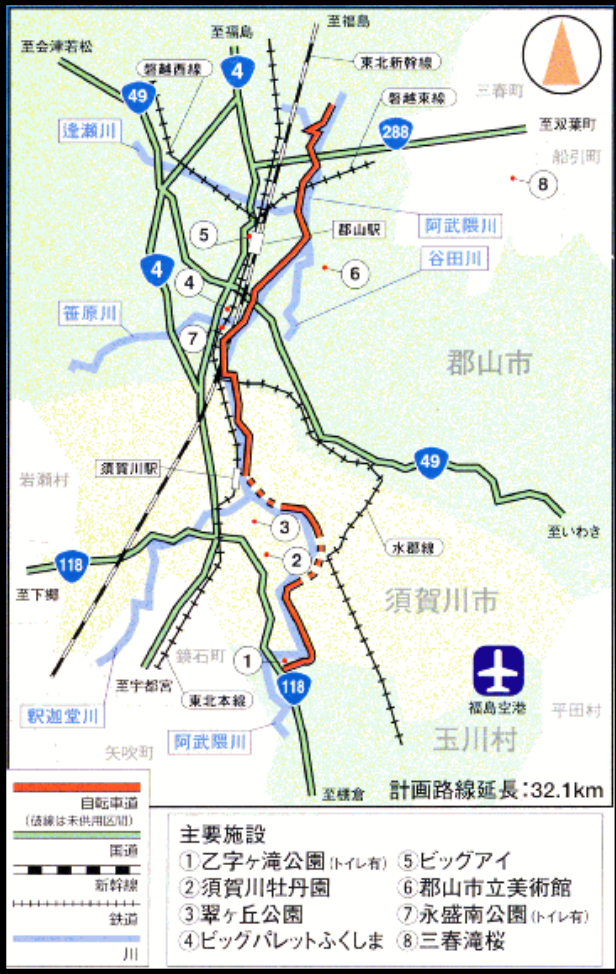 至福島
至福島
至会津若松
磐越西線
4
東北新幹線
49
磐越東線
三春町
逢瀬川
288
至双葉町
船引町
8
5
郡山駅
阿武隈川
谷田川
4
6
4
笹原川
7
郡山市
須賀川駅
49
岩瀬村
3
至いわき
水郡線
2
118
至下郷
須賀川市
鏡石町
1
118
福島空港
至宇都宮
東北本線
釈迦堂川
阿武隈川
平田村
玉川村
矢吹町
至棚倉
計画路線延長:32.1km
自転車道
(破線は未供用区間)
国道
新幹線
鉄道
川
主要施設
①乙字ヶ滝公園(トイレ有)
②須賀川牡丹園
③翠ヶ丘公園
④ビッグパレットふくしま
⑤ビッグアイ
⑥郡山市立美術館
⑦永盛南公園(トイレ有)
⑧三春滝桜